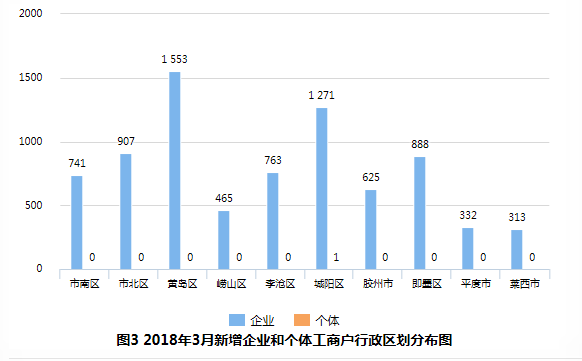 2000
1500
1000
500
0
741 0
907 0
1 553 0
465 0
763 0
1 271 1
625 0
888 0
332 0
313 0
市南区 市北区 黄岛区 崂山区 李沧区 城阳区 胶州市 即墨区 平度市 莱西市
企业 个体
图3 2018年3月新增企业和个体工商户行政区划分布图